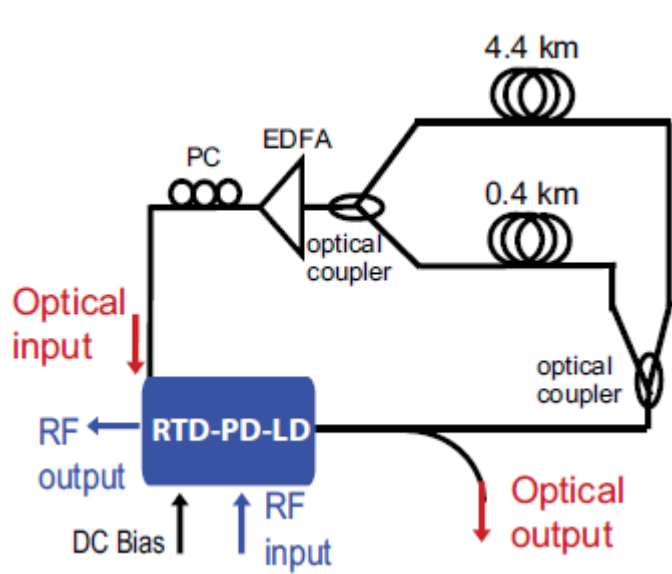 4.4 km
EDFA
PC
0.4 km
optical
coupler
Optical
input
optical
coupler
RF
output
RTD-PD-LD
DC Bias
RF
input
Optical
output